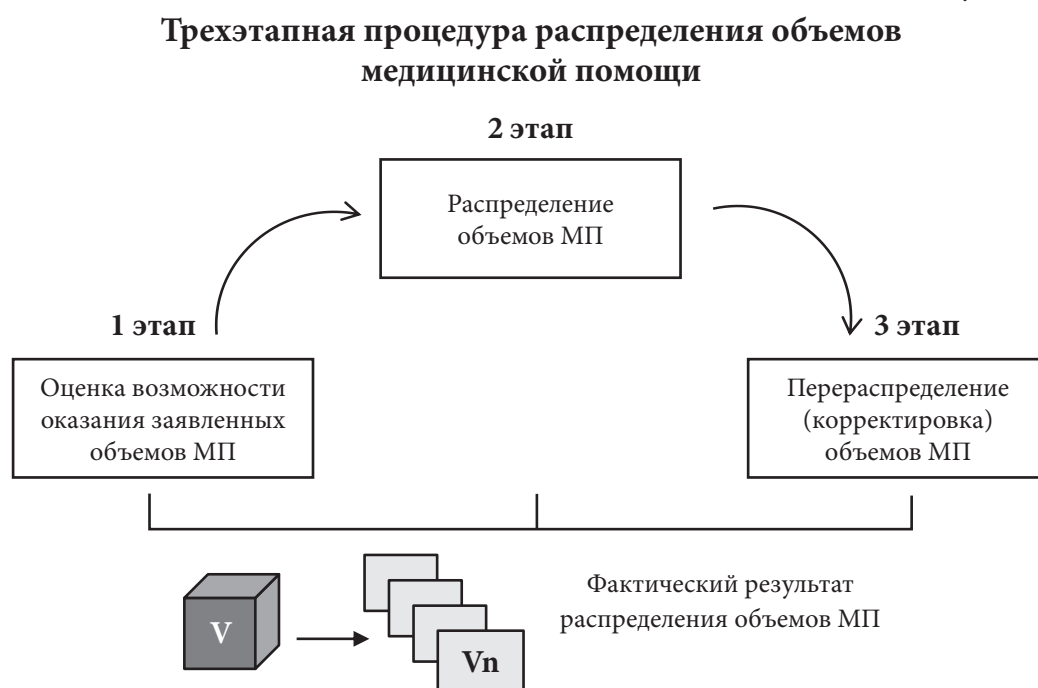 Трехэтапная процедура распределения объемов
медицинской помощи
2 этап
Распределение
объемов МП
1 этап
Оценка возможности
оказания заявленных
объемов МП
3 этап
Перераспределение
(корректировка)
объемов МП
V
Vn
Фактический результат
распределения объемов МП